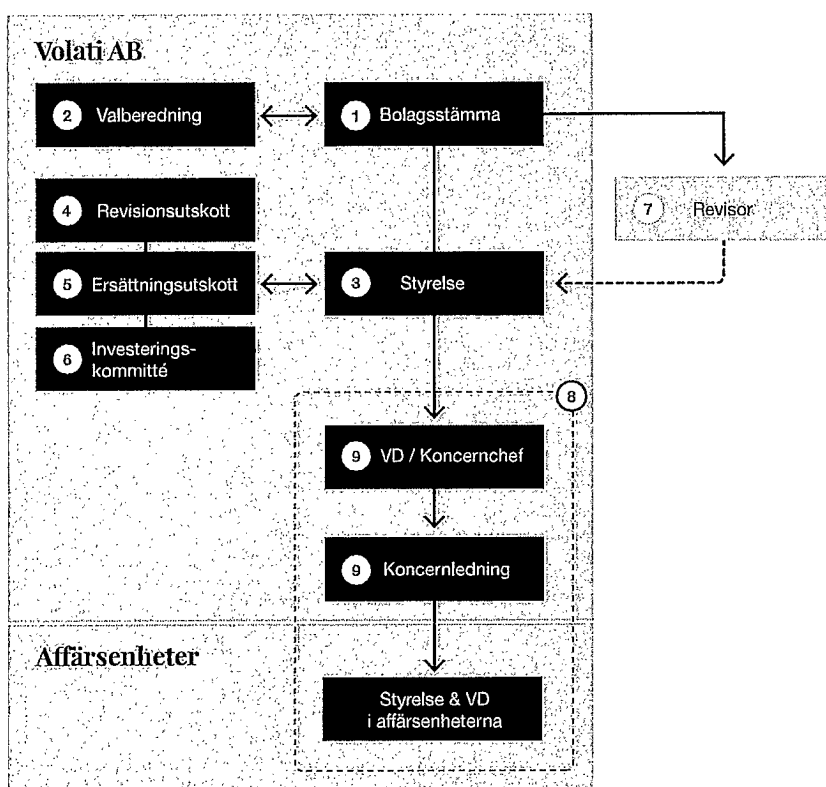 Volati AB
2 Valberedning
1 Bolagsstämma
4 Revisionsutskott
7 Revisor
5 Ersättningsutskott
3 Styrelse
6 Investerings-
kommitté
8
9 VD / Koncernchef
9 Koncernledning
Affärsenheter
Styrelse & VD
i affärsenheterna